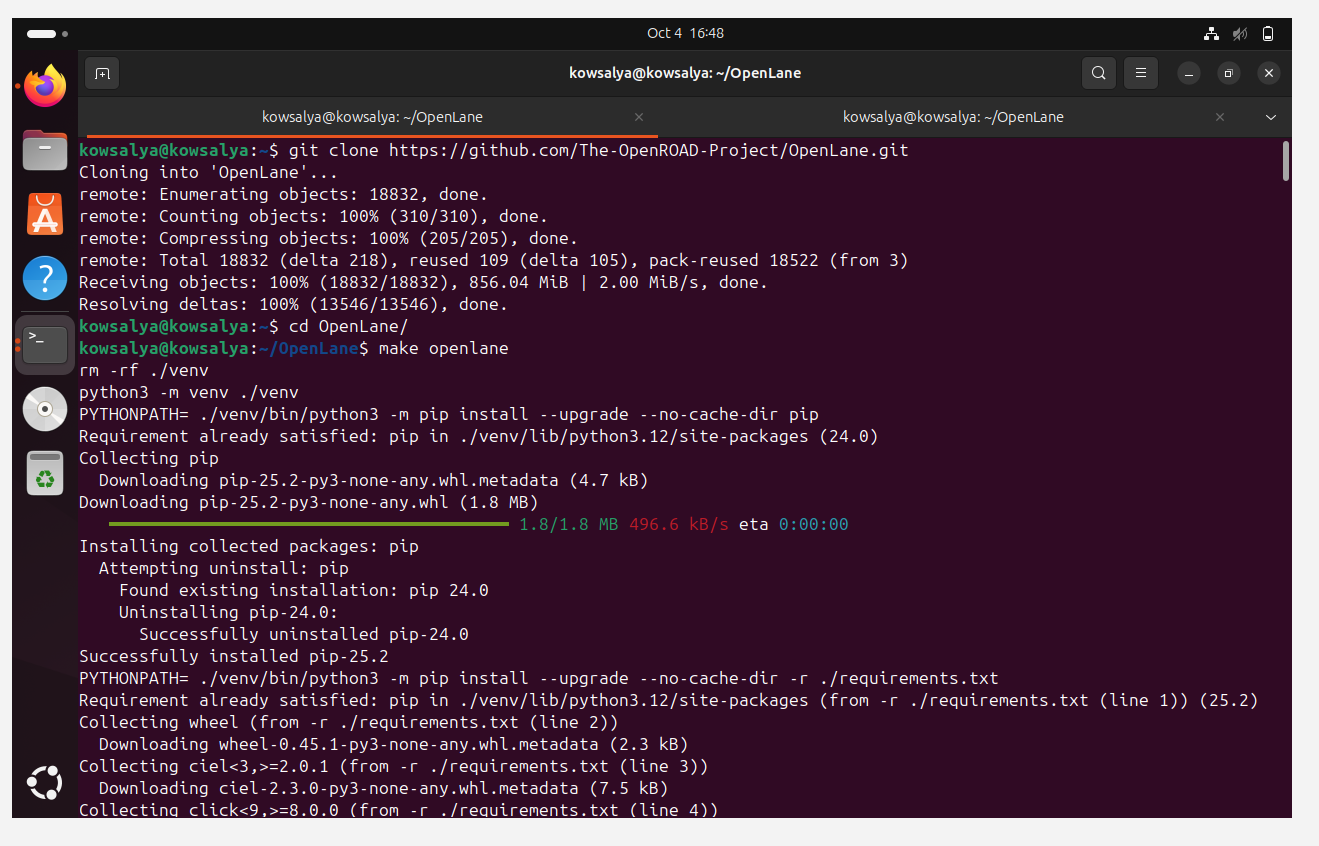 Oct 4 16:48
kowsalya@kowsalya: ~/OpenLane
kowsalya@kowsalya: ~/OpenLane
kowsalya@kowsalya: ~/OpenLane
kowsalya@kowsalya:~$ git clone https://github.com/The-OpenROAD-Project/OpenLane.git
Cloning into 'OpenLane'...
remote: Enumerating objects: 18832, done.
remote: Counting objects: 100% (310/310), done.
remote: Compressing objects: 100% (205/205), done.
remote: Total 18832 (delta 218), reused 109 (delta 105), pack-reused 18522 (from 3)
Receiving objects: 100% (18832/18832), 856.04 MiB | 2.00 MiB/s, done.
Resolving deltas: 100% (13546/13546), done.
kowsalya@kowsalya:~$ cd OpenLane/
kowsalya@kowsalya:~/OpenLane$ make openlane
rm -rf ./venv
python3 -m venv ./venv
PYTHONPATH= ./venv/bin/python3 -m pip install --upgrade --no-cache-dir pip
Requirement already satisfied: pip in ./venv/lib/python3.12/site-packages (24.0)
Collecting pip
  Downloading pip-25.2-py3-none-any.whl.metadata (4.7 kB)
Downloading pip-25.2-py3-none-any.whl (1.8 MB)
1.8/1.8 MB 496.6 kB/s eta 0:00:00
Installing collected packages: pip
  Attempting uninstall: pip
    Found existing installation: pip 24.0
    Uninstalling pip-24.0:
      Successfully uninstalled pip-24.0
Successfully installed pip-25.2
PYTHONPATH= ./venv/bin/python3 -m pip install --upgrade --no-cache-dir -r ./requirements.txt
Requirement already satisfied: pip in ./venv/lib/python3.12/site-packages (from -r ./requirements.txt (line 1)) (25.2)
Collecting wheel (from -r ./requirements.txt (line 2))
  Downloading wheel-0.45.1-py3-none-any.whl.metadata (2.3 kB)
Collecting ciel<3,>=2.0.1 (from -r ./requirements.txt (line 3))
  Downloading ciel-2.3.0-py3-none-any.whl.metadata (7.5 kB)
Collecting click<9,>=8.0.0 (from -r ./requirements.txt (line 4))